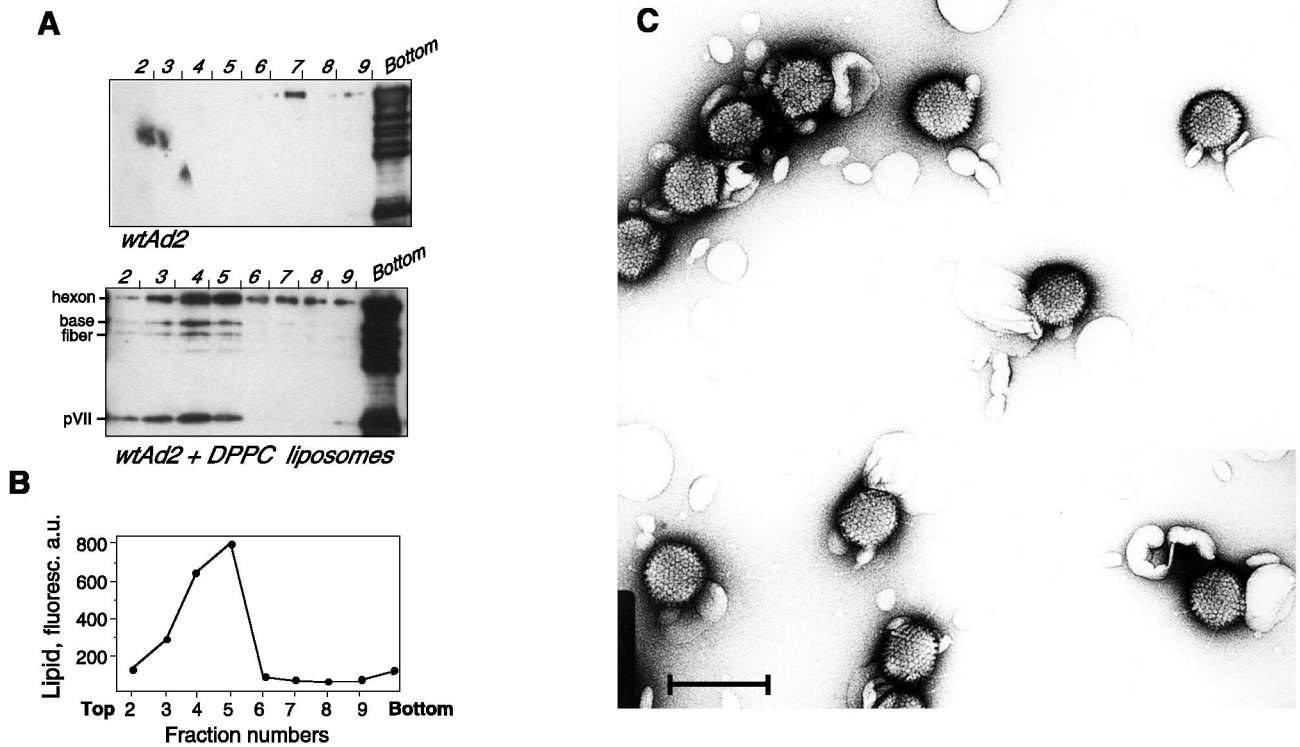 A
2 3 4 5 6 7 8 9 Bottom
wtAd2
2 3 4 5 6 7 8 9 Bottom
hexon
base
fiber
pVII
wtAd2 + DPPC liposomes
B
Lipid, fluoresc. a.u.
800
600
400
200
Top 2 3 4 5 6 7 8 9 Bottom
Fraction numbers
C